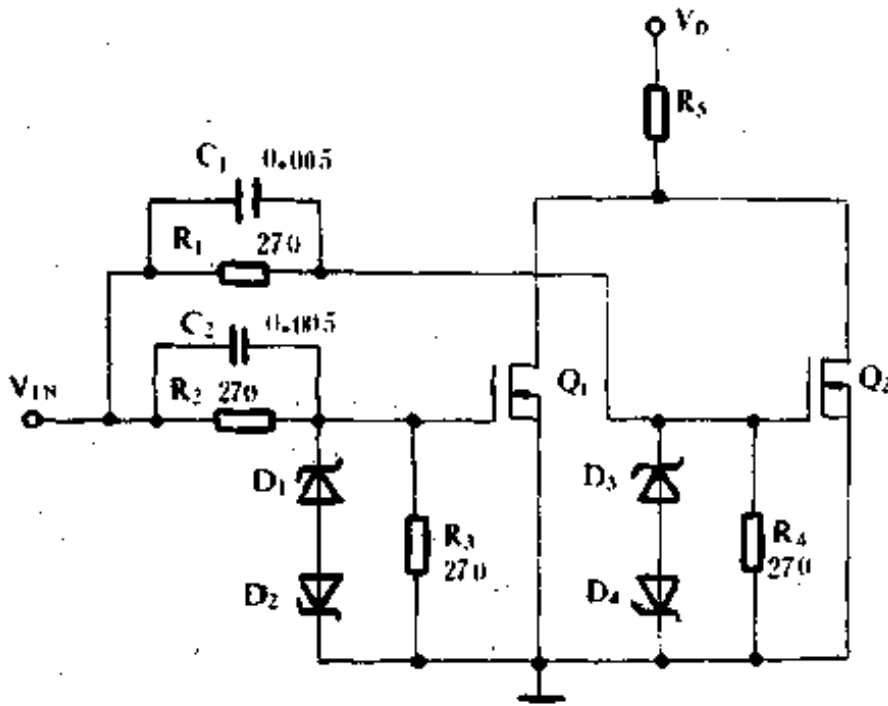 V_D
R_5
C_1 0.005
R_1 270
C_2 0.005
V_IN
R_2 270
Q_1
Q_2
D_1
D_3
R_3
270
R_4
270
D_2
D_4